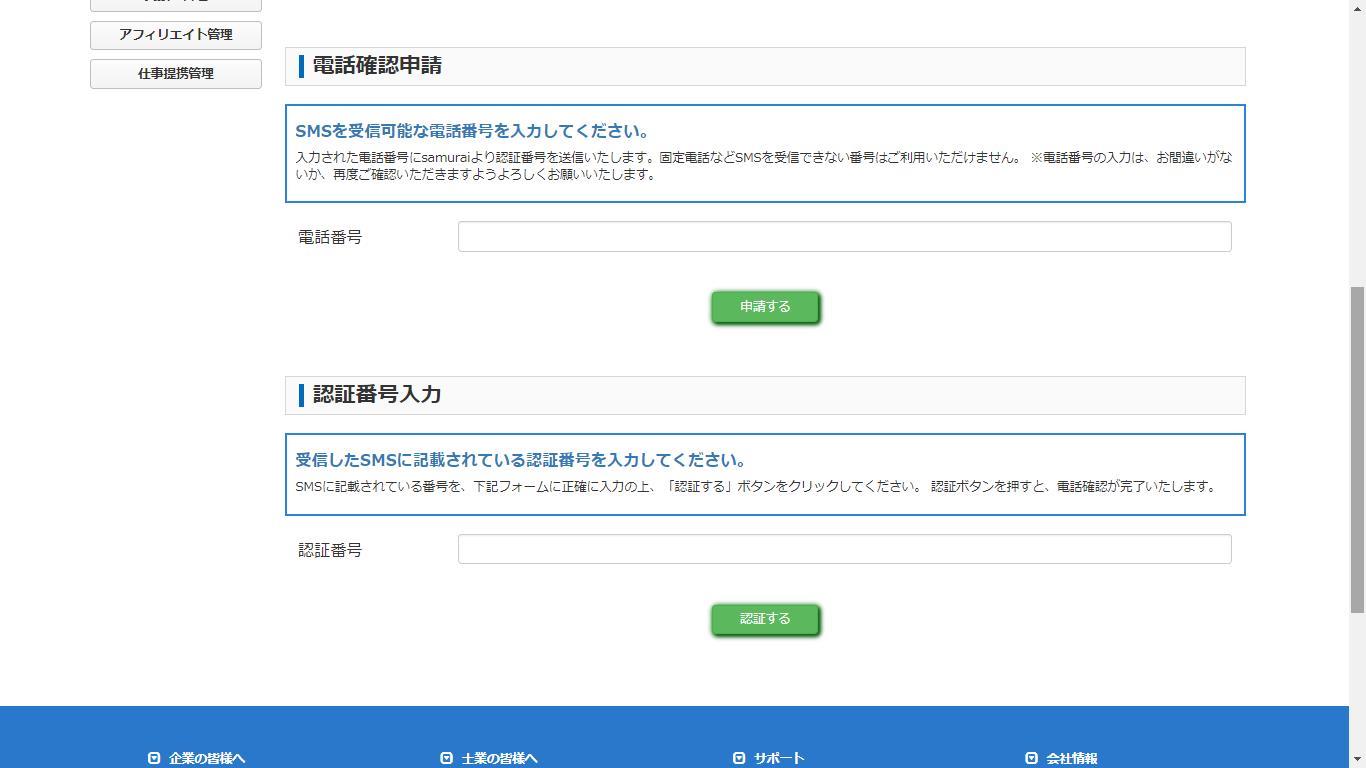 アフィリエイト管理
仕事提携管理
電話確認申請
SMSを受信可能な電話番号を入力してください。
入力された電話番号にsamuraiより認証番号を送信いたします。固定電話などSMSを受信できない番号はご利用いただけません。 ※電話番号の入力は、お間違いがな
いか、再度ご確認いただきますようよろしくお願いいたします。
電話番号
申請する
認証番号入力
受信したSMSに記載されている認証番号を入力してください。
SMSに記載されている番号を、下記フォームに正確に入力の上、「認証する」ボタンをクリックしてください。 認証ボタンを押すと、電話確認が完了いたします。
認証番号
認証する
企業の皆様へ
士業の皆様へ
サポート
会社情報